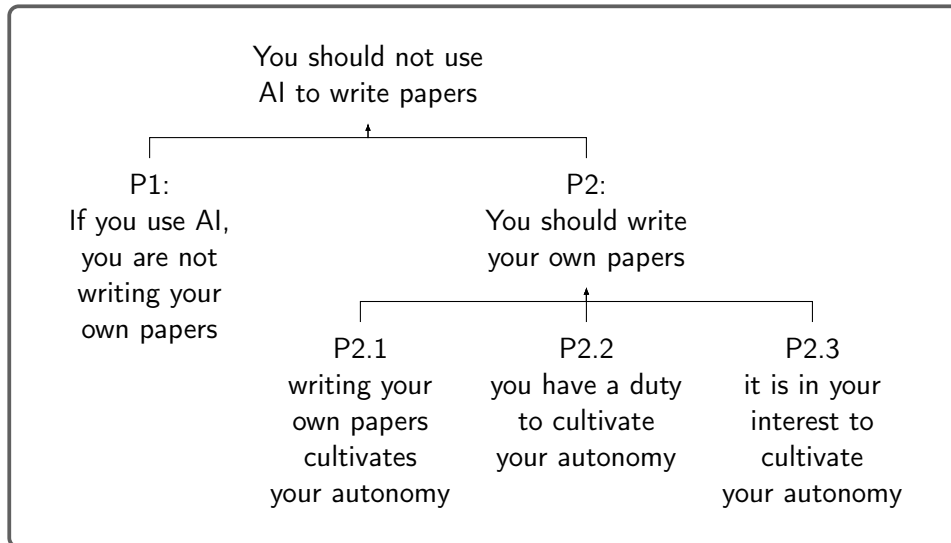 You should not use
AI to write papers
P1:
If you use AI,
you are not
writing your
own papers
P2:
You should write
your own papers
P2.1
writing your
own papers
cultivates
your autonomy
P2.2
you have a duty
to cultivate
your autonomy
P2.3
it is in your
interest to
cultivate
your autonomy